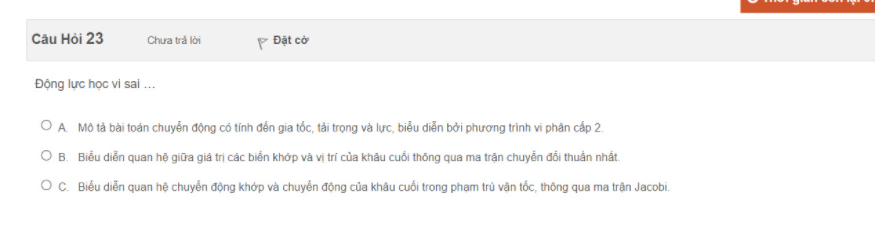 Câu Hỏi 23 Chưa trả lời Đặt cờ
Động lực học vi sai ...
A. Mô tả bài toán chuyển động có tính đến gia tốc, tải trọng và lực, biểu diễn bởi phương trình vi phân cấp 2.
B. Biểu diễn quan hệ giữa giá trị các biến khớp và vị trí của khâu cuối thông qua ma trận chuyển đổi thuần nhất.
C. Biểu diễn quan hệ chuyển động khớp và chuyển động của khâu cuối trong phạm trù vận tốc, thông qua ma trận Jacobi.